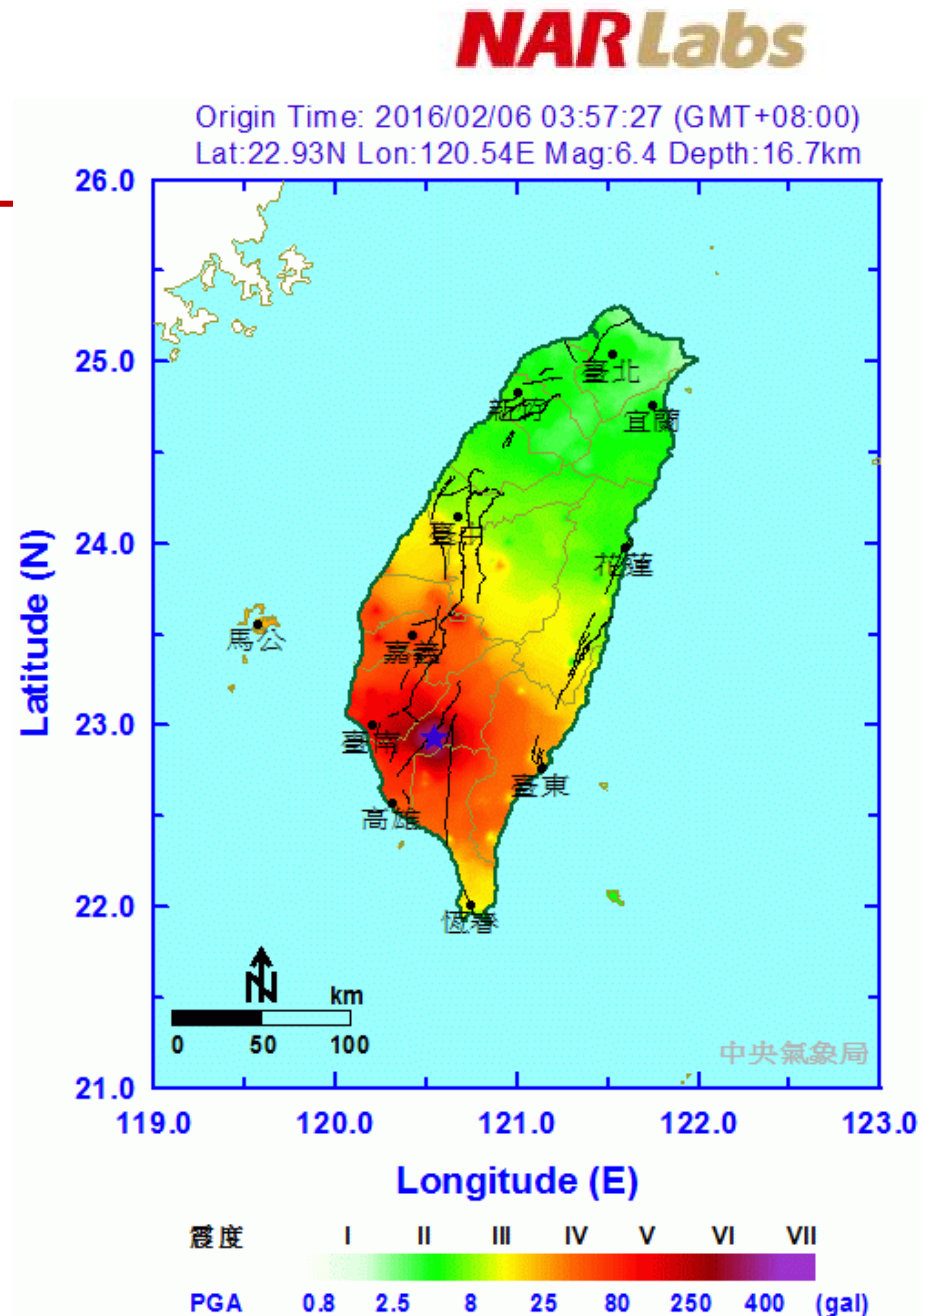 NARLabs
Origin Time: 2016/02/06 03:57:27 (GMT+08:00)
Lat:22.93N Lon:120.54E Mag:6.4 Depth:16.7km
26.0
25.0
24.0
23.0
22.0
21.0
Latitude (N)
臺北
新竹
宜蘭
臺中
花蓮
馬公
嘉義
臺南
臺東
高雄
恆春
N
km
0 50 100
中央氣象局
119.0 120.0 121.0 122.0 123.0
Longitude (E)
震度 I II III IV V VI VII
PGA 0.8 2.5 8 25 80 250 400 (gal)